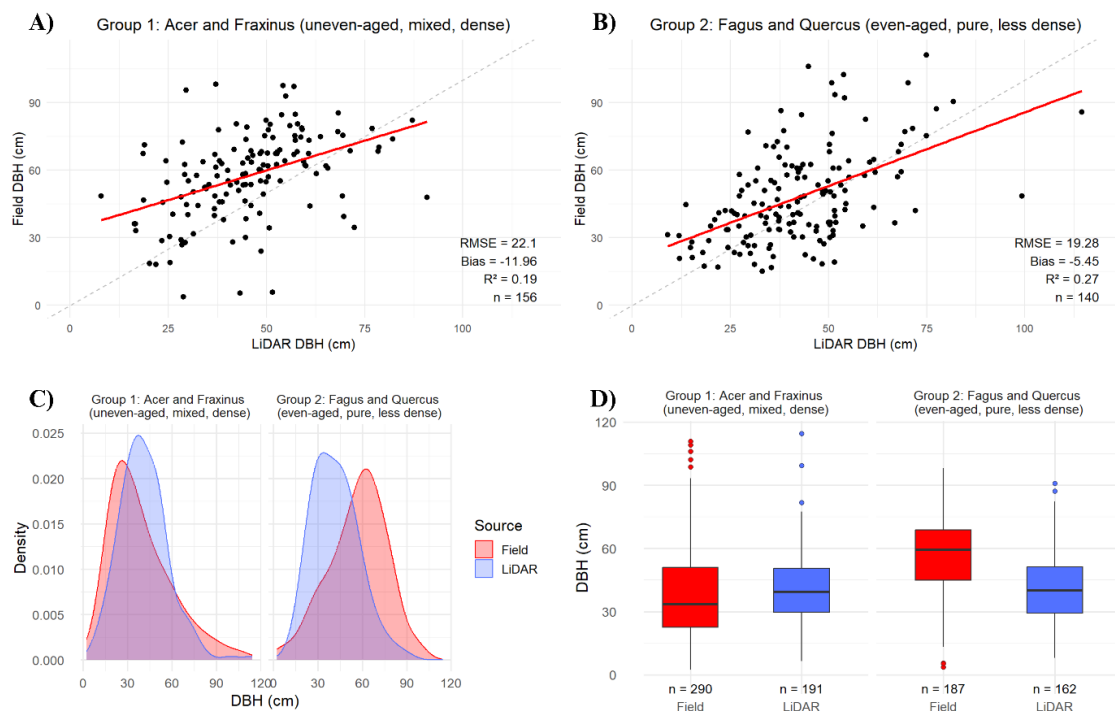 A)
Group 1: Acer and Fraxinus (uneven-aged, mixed, dense)
Field DBH (cm)
90
60
30
0
RMSE = 22.1
Bias = -11.96
R² = 0.19
n = 156
0 25 50 75 100
LiDAR DBH (cm)
B)
Group 2: Fagus and Quercus (even-aged, pure, less dense)
Field DBH (cm)
90
60
30
0
RMSE = 19.28
Bias = -5.45
R² = 0.27
n = 140
0 25 50 75 100
LiDAR DBH (cm)
C)
Group 1: Acer and Fraxinus
(uneven-aged, mixed, dense)
Group 2: Fagus and Quercus
(even-aged, pure, less dense)
Density
0.025
0.020
0.015
0.010
0.005
0.000
0 30 60 90 120 30 60 90 120
DBH (cm)
Source
Field
LiDAR
D)
Group 1: Acer and Fraxinus
(uneven-aged, mixed, dense)
Group 2: Fagus and Quercus
(even-aged, pure, less dense)
DBH (cm)
120
90
60
30
0
n = 290 n = 191 n = 187 n = 162
Field LiDAR Field LiDAR